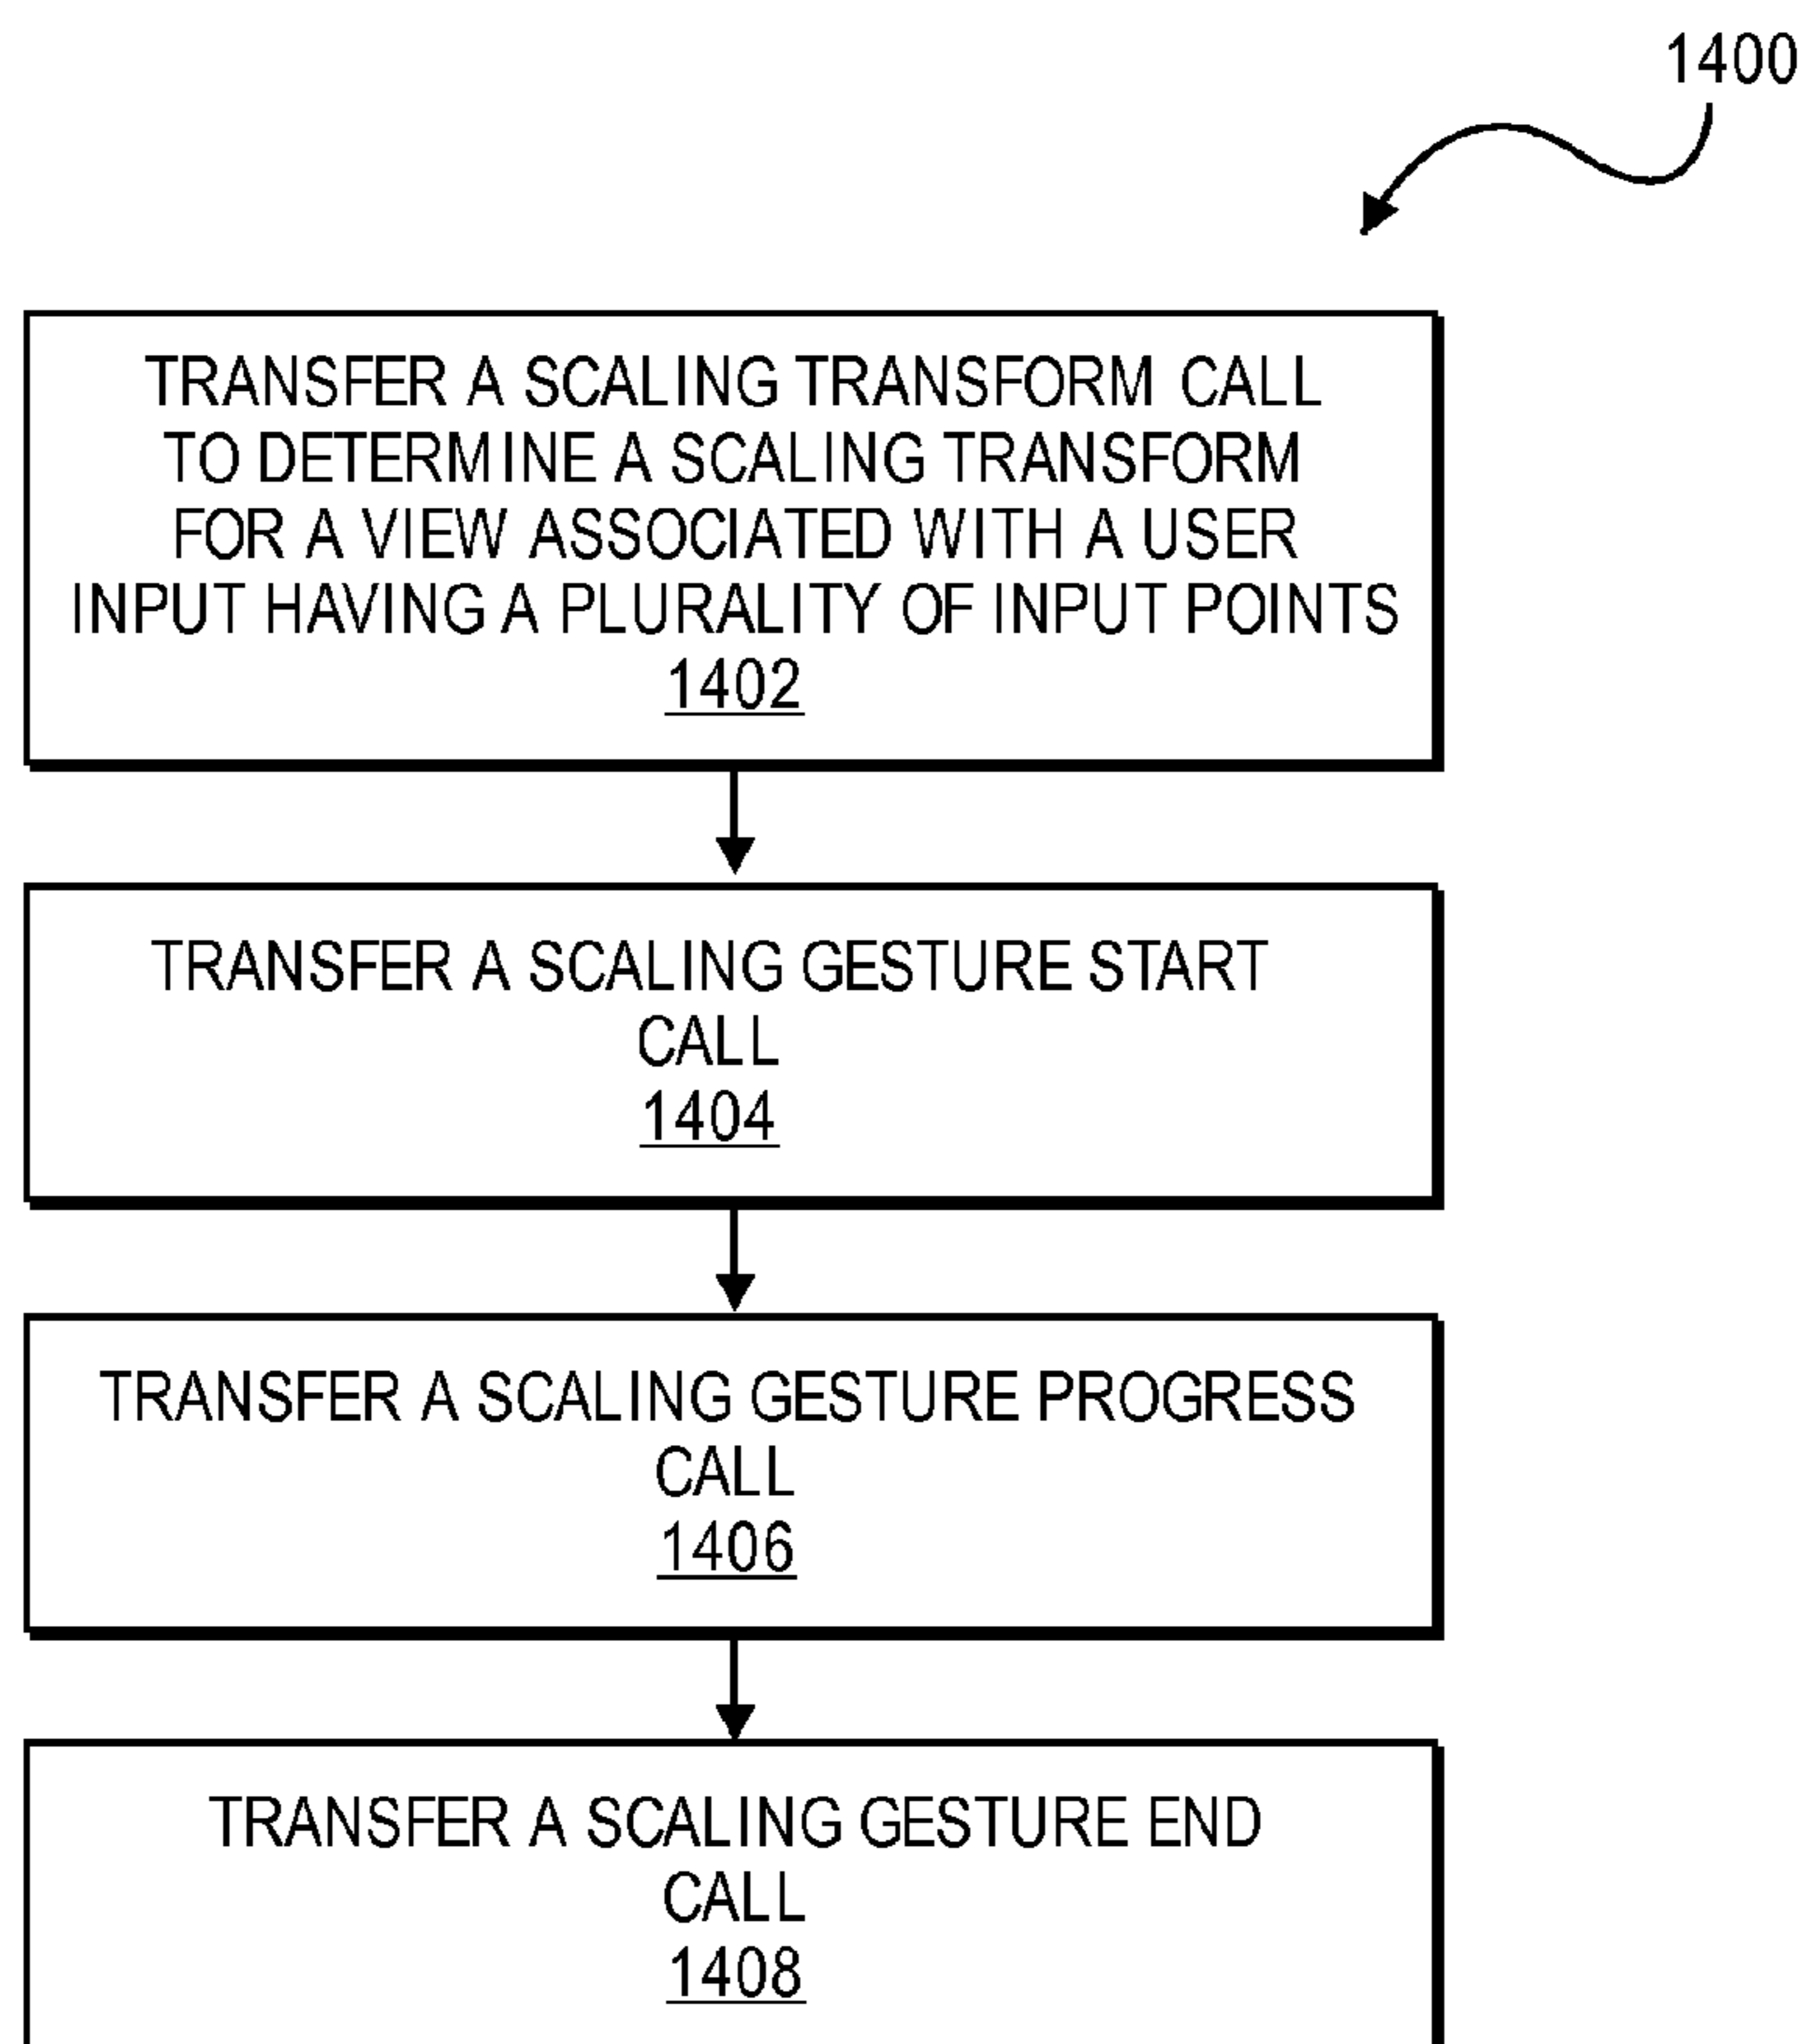 1400
TRANSFER A SCALING TRANSFORM CALL
TO DETERMINE A SCALING TRANSFORM
FOR A VIEW ASSOCIATED WITH A USER
INPUT HAVING A PLURALITY OF INPUT POINTS
1402
TRANSFER A SCALING GESTURE START
CALL
1404
TRANSFER A SCALING GESTURE PROGRESS
CALL
1406
TRANSFER A SCALING GESTURE END
CALL
1408